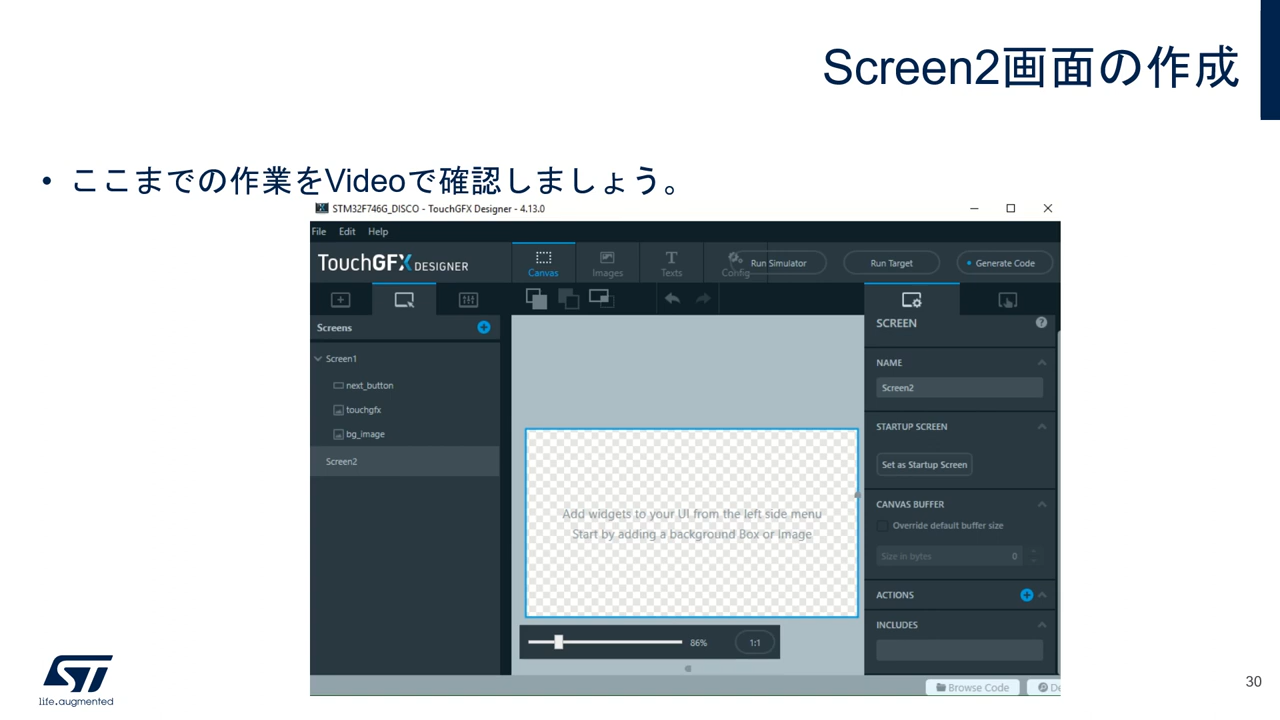 Screen2画面の作成
• ここまでの作業をVideoで確認しましょう。
STM32F746G_DISCO - TouchGFX Designer - 4.13.0
File Edit Help
TouchGFX DESIGNER
Canvas
Images
Texts
Config
Run Simulator
Run Target
Generate Code
Screens
Screen1
next_button
touchgfx
bg_image
Screen2
Add widgets to your UI from the left side menu
Start by adding a background Box or Image
86%
1:1
SCREEN
NAME
Screen2
STARTUP SCREEN
Set as Startup Screen
CANVAS BUFFER
Override default buffer size
Size in bytes 0
ACTIONS
INCLUDES
Browse Code
De
ST
life.augmented
30